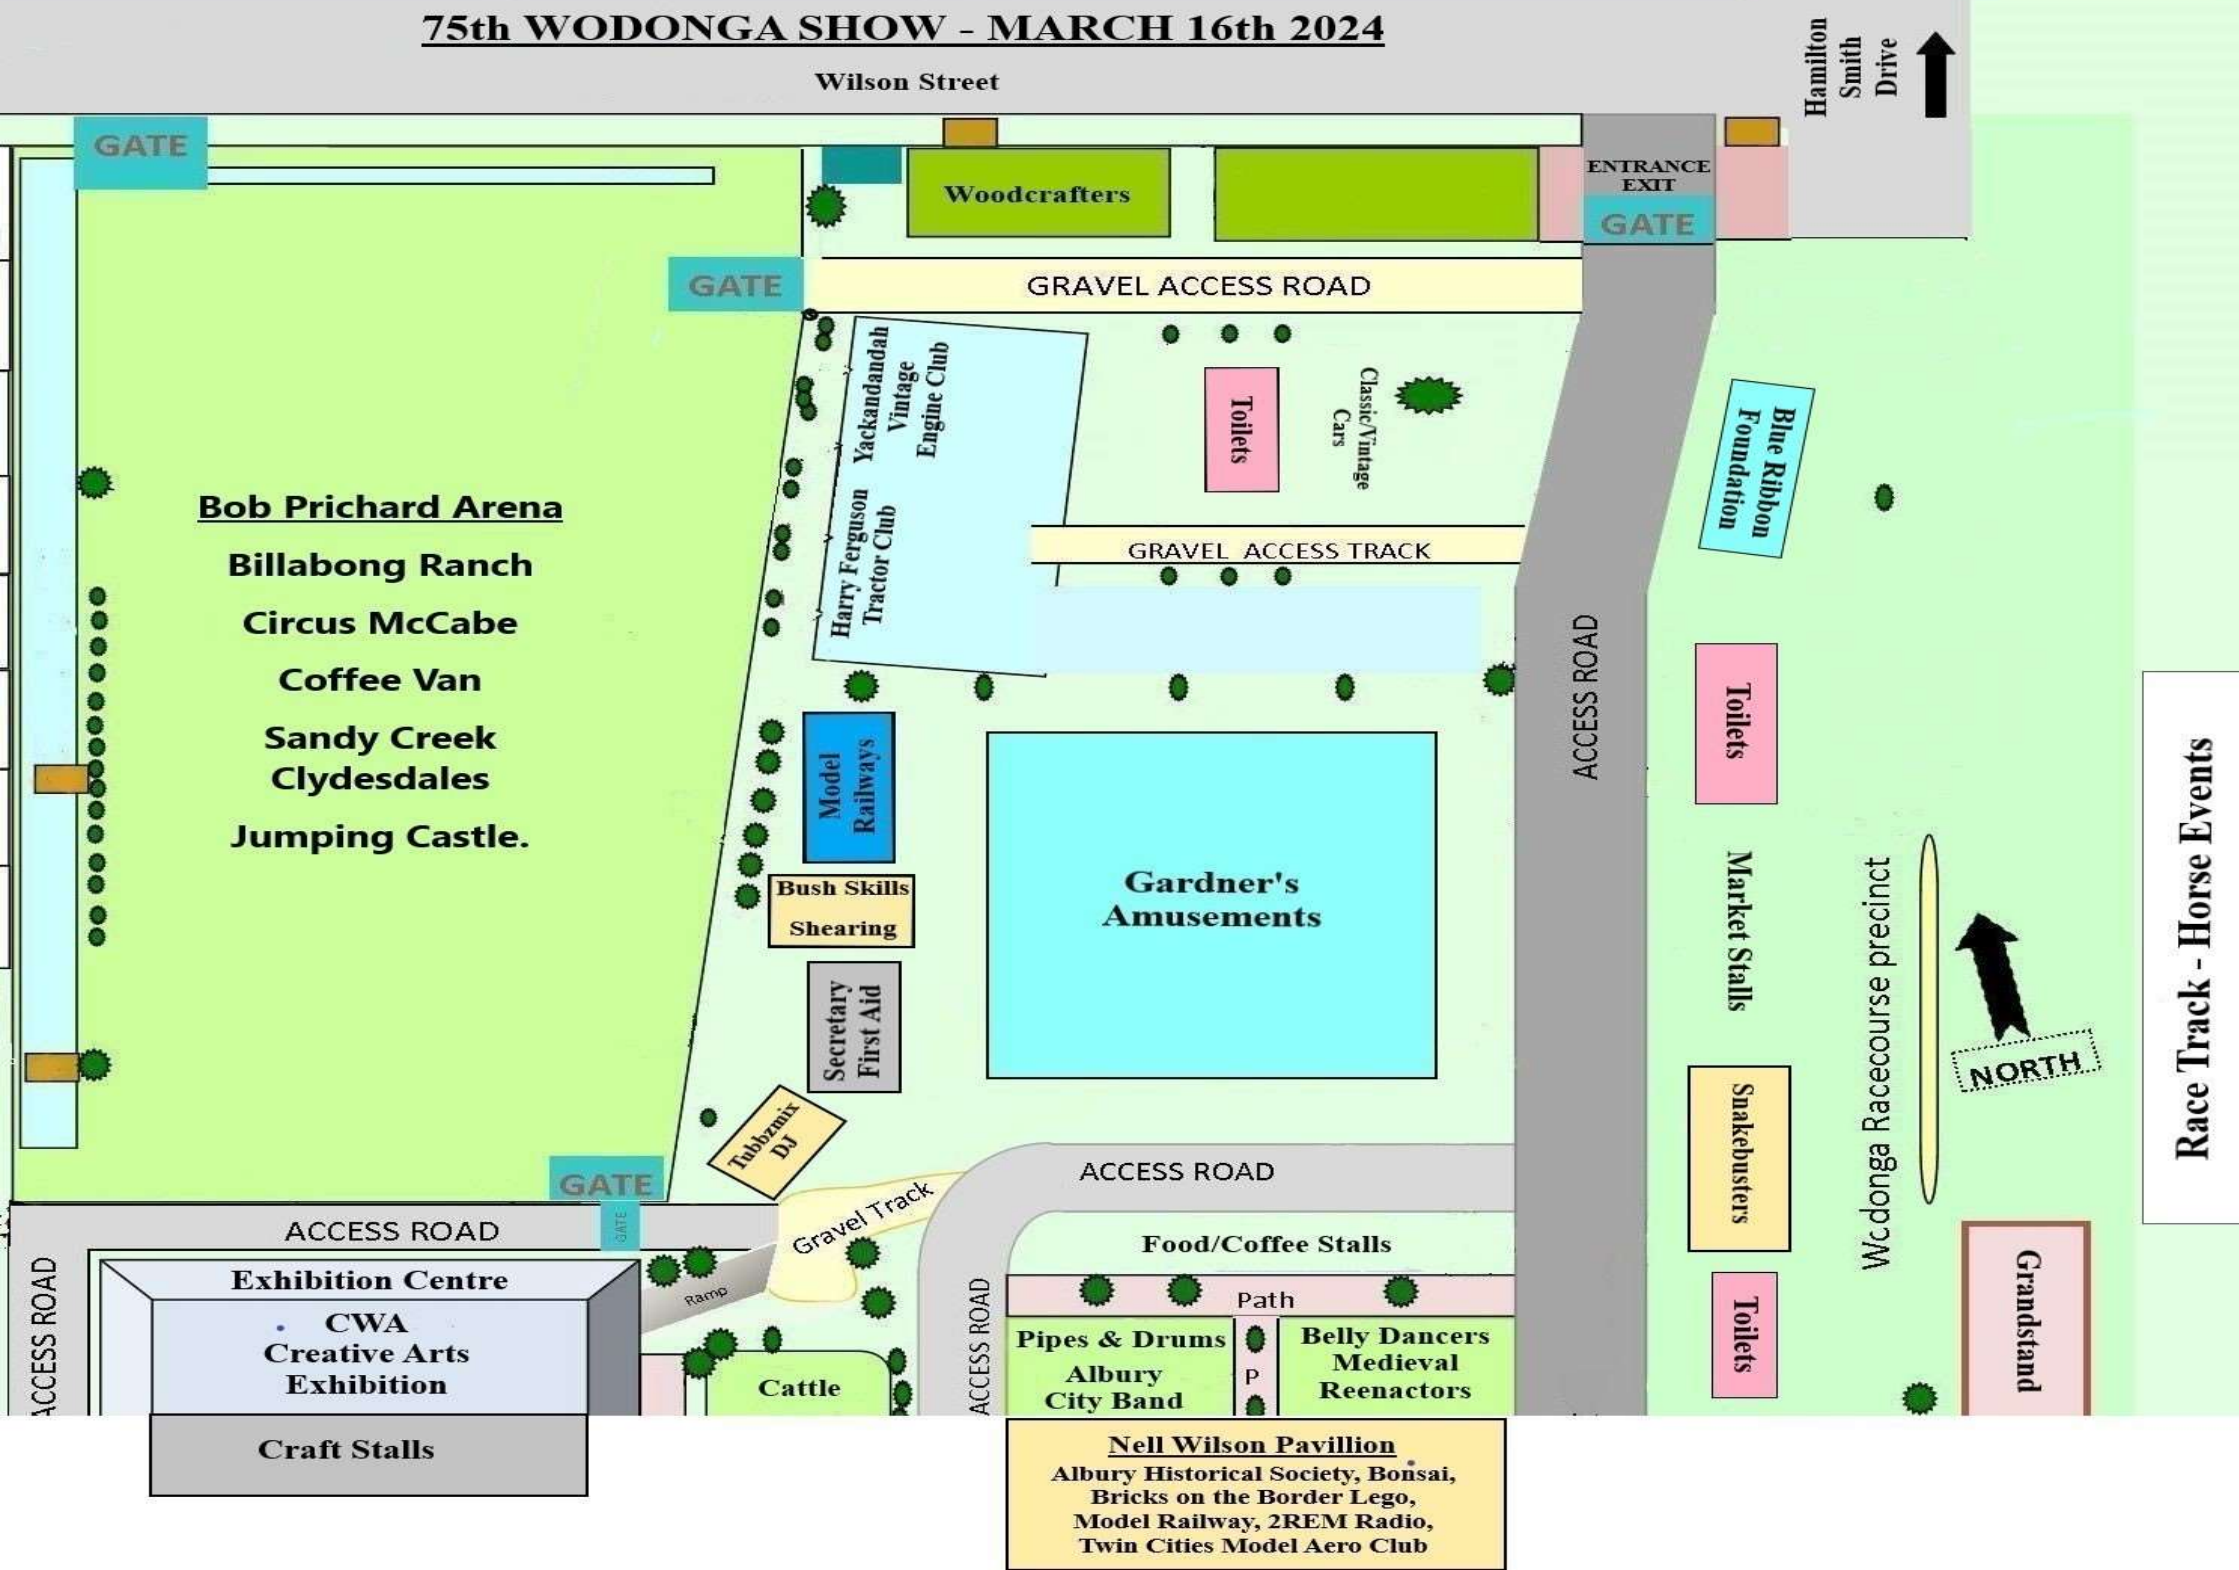 75th WODONGA SHOW - MARCH 16th 2024
Wilson Street
Hamilton
Smith
Drive
GATE
Woodcrafters
ENTRANCE
EXIT
GATE
GATE
GRAVEL ACCESS ROAD
Yackandandah
Vintage
Engine Club
Harry Ferguson
Tractor Club
Toilets
Classic/Vintage
Cars
Blue Ribbon
Foundation
GRAVEL ACCESS TRACK
Bob Prichard Arena
Billabong Ranch
Circus McCabe
Coffee Van
Sandy Creek
Clydesdales
Jumping Castle.
ACCESS ROAD
Toilets
Model
Railways
Bush Skills
Shearing
Gardner's
Amusements
Market Stalls
Wcdonga Racecourse precinct
Race Track - Horse Events
Secretary
First Aid
NORTH
Tubbzmix
DJ
Snakebusters
GATE
GATE
ACCESS ROAD
Gravel Track
ACCESS ROAD
Food/Coffee Stalls
Grandstand
ACCESS ROAD
Exhibition Centre
CWA
Creative Arts
Exhibition
Ramp
Cattle
ACCESS ROAD
Path
Pipes & Drums
Albury
City Band
P
Belly Dancers
Medieval
Reenactors
Toilets
Craft Stalls
Nell Wilson Pavillion
Albury Historical Society, Bonsai,
Bricks on the Border Lego,
Model Railway, 2REM Radio,
Twin Cities Model Aero Club